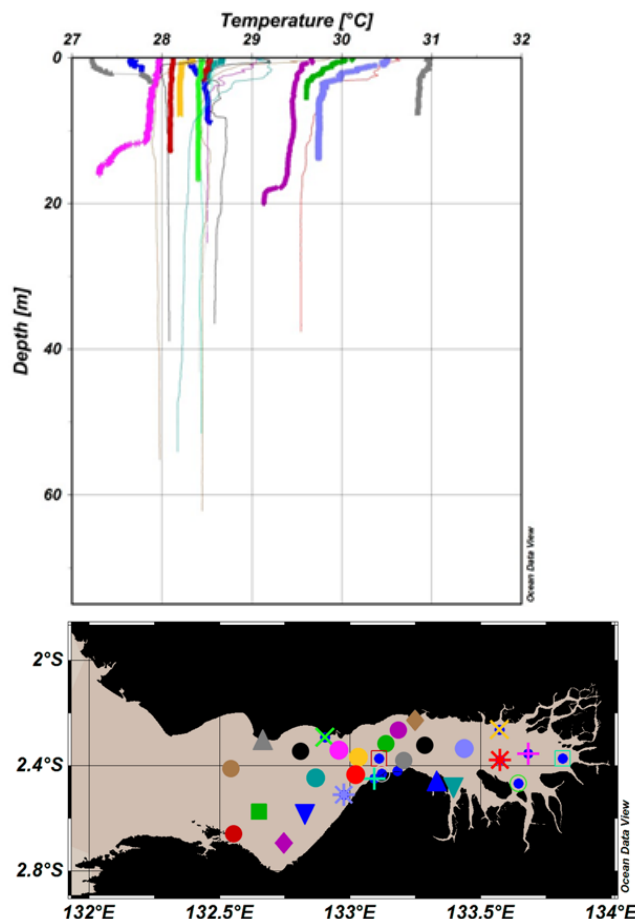 Temperature [°C]
27 28 29 30 31 32
0
20
Depth [m]
40
60
Ocean Data View
2°S
2.4°S
2.8°S
Ocean Data View
132°E 132.5°E 133°E 133.5°E 134°E